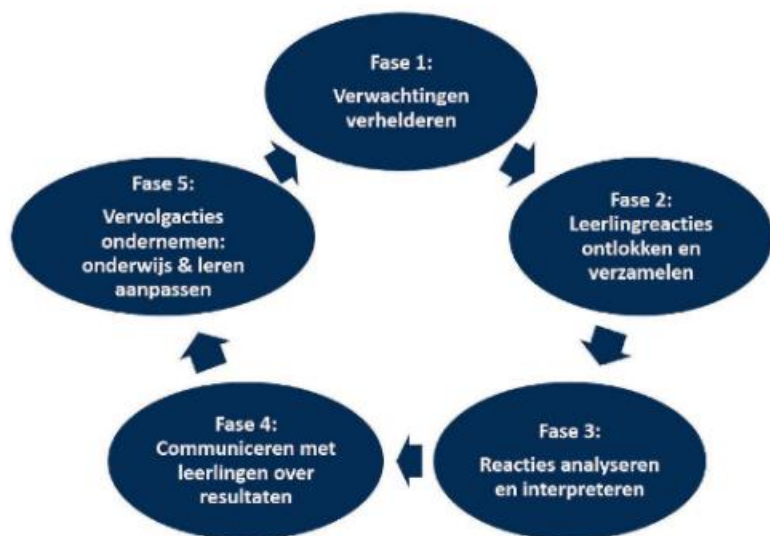 Fase 1:
Verwachtingen
verhelderen
Fase 2:
Leerlingreacties
ontlokken en
verzamelen
Fase 3:
Reacties analyseren
en interpreteren
Fase 4:
Communiceren met
leerlingen over
resultaten
Fase 5:
Vervolgacties
ondernemen:
onderwijs & leren
aanpassen